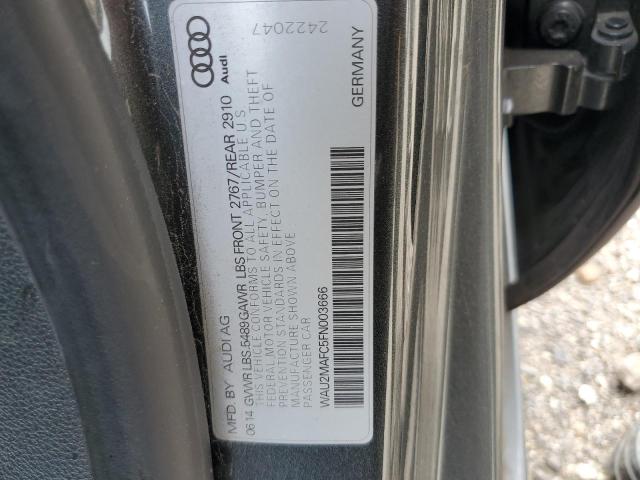 2422047
Audi
MFD. BY AUDI AG
GERMANY
06 14 GVWR LBS.5489GAWR LBS FRONT 2767/REAR 2910
THIS VEHICLE CONFORMS TO ALL APPLICABLE U S
FEDERAL MOTOR VEHICLE SAFETY, BUMPER AND THEFT
PREVENTION STANDARDS IN EFFECT ON THE DATE OF
MANUFACTURE SHOWN ABOVE
PASSENGER CAR
WAU2MAFC5FN003666